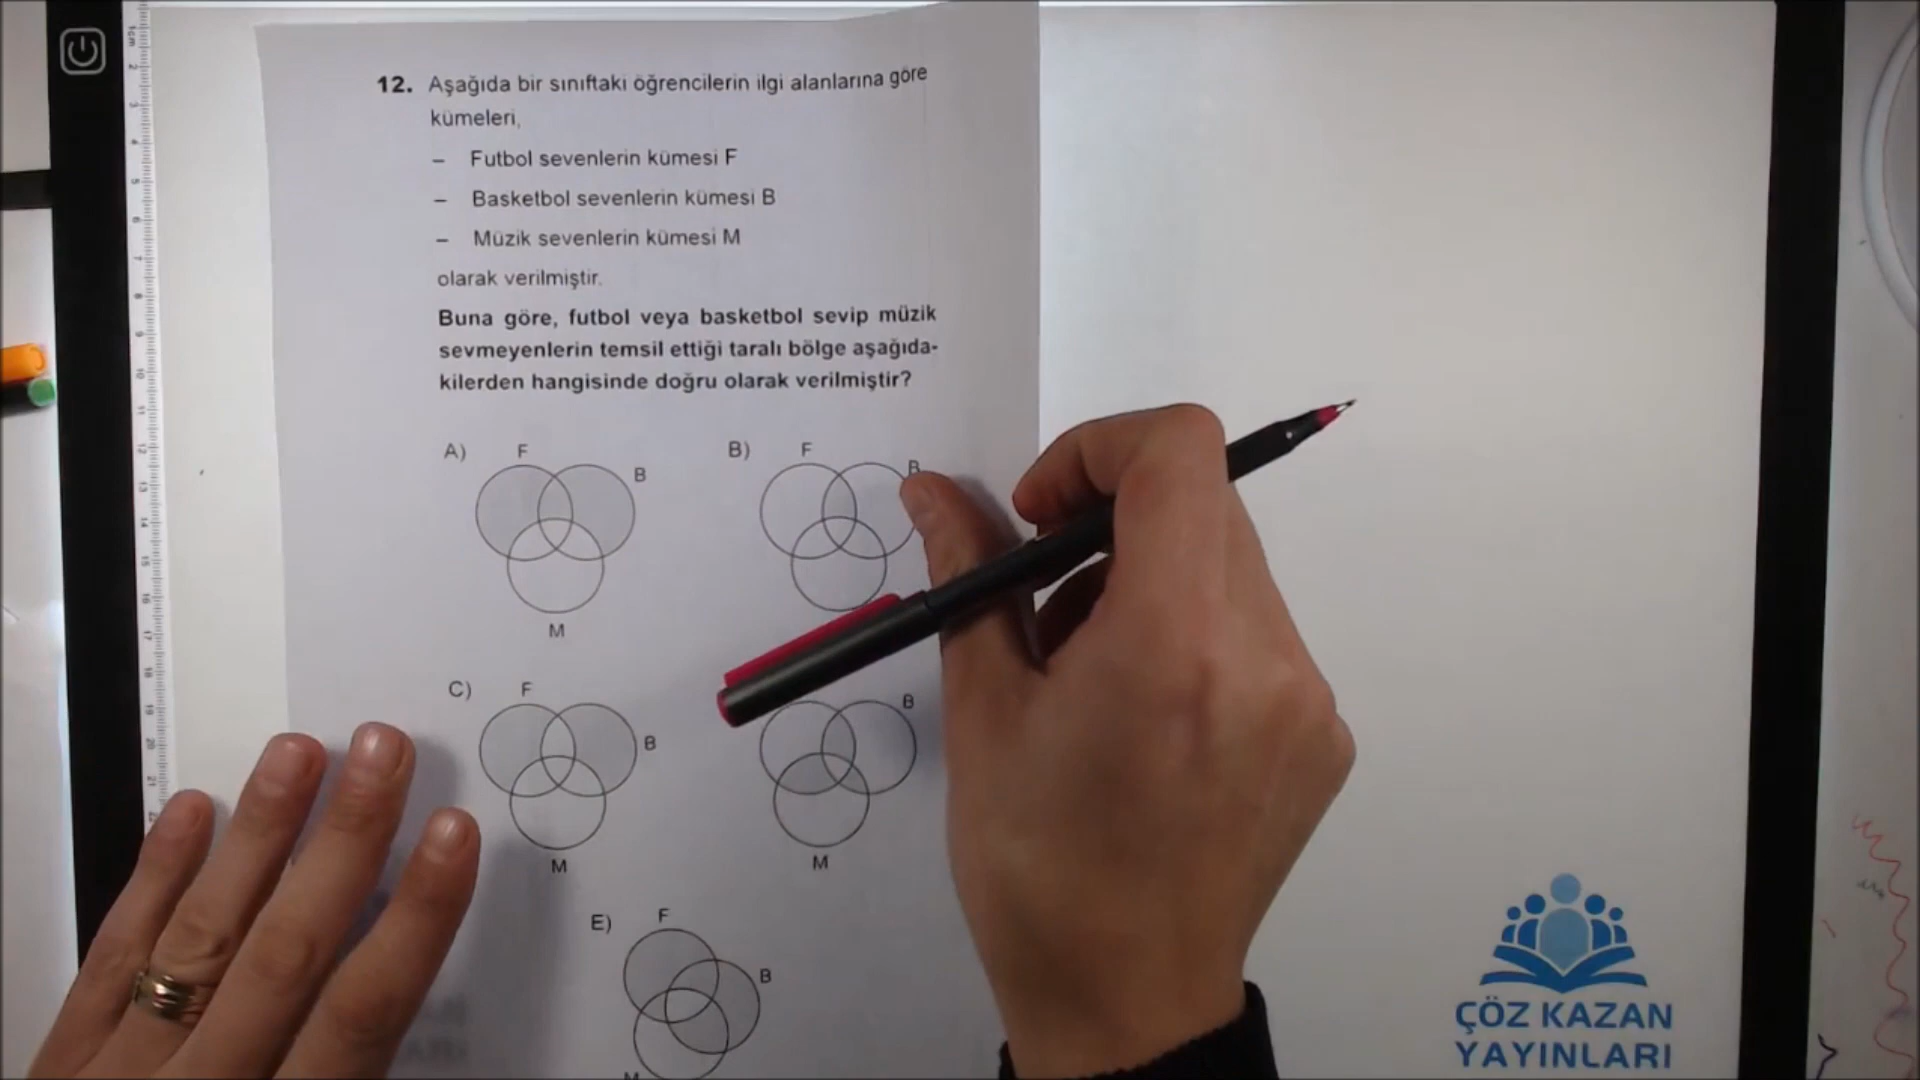 12. Aşağıda bir sınıftaki öğrencilerin ilgi alanlarına göre
kümeleri,
– Futbol sevenlerin kümesi F
– Basketbol sevenlerin kümesi B
– Müzik sevenlerin kümesi M
olarak verilmiştir.
Buna göre, futbol veya basketbol sevip müzik
sevmeyenlerin temsil ettiği taralı bölge aşağıda-
kilerden hangisinde doğru olarak verilmiştir?
A) F B M
B) F B
C) F B M
B M
E) F B M
ÇÖZ KAZAN
YAYINLARI